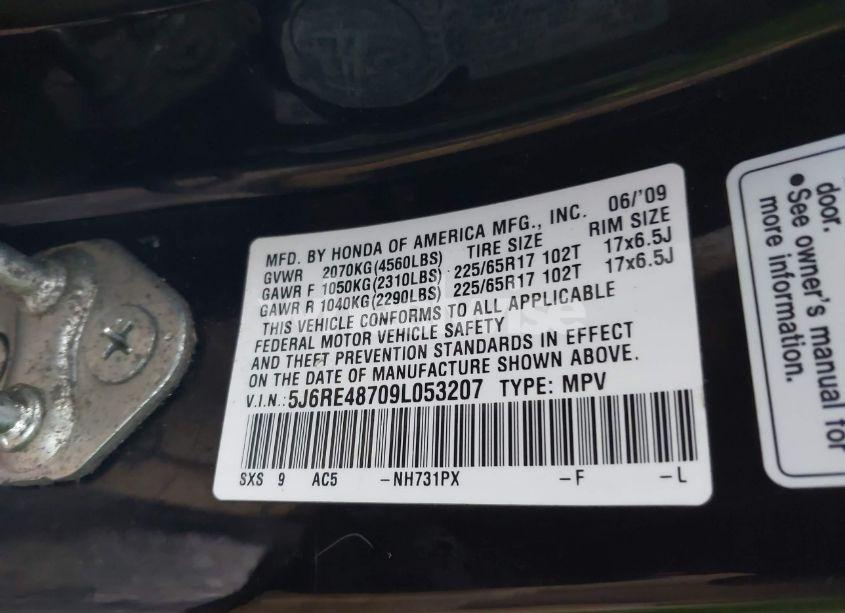 MFD. BY HONDA OF AMERICA MFG., INC. 06/'09
GVWR 2070KG(4560LBS) TIRE SIZE RIM SIZE
GAWR F 1050KG(2310LBS) 225/65R17 102T 17x6.5J
GAWR R 1040KG(2290LBS) 225/65R17 102T 17x6.5J
THIS VEHICLE CONFORMS TO ALL APPLICABLE
FEDERAL MOTOR VEHICLE SAFETY
AND THEFT PREVENTION STANDARDS IN EFFECT
ON THE DATE OF MANUFACTURE SHOWN ABOVE.
V.I.N.: 5J6RE48709L053207 TYPE: MPV
SXS 9 AC5 -NH731PX -F -L
door.
•See owner's manual for
more information.